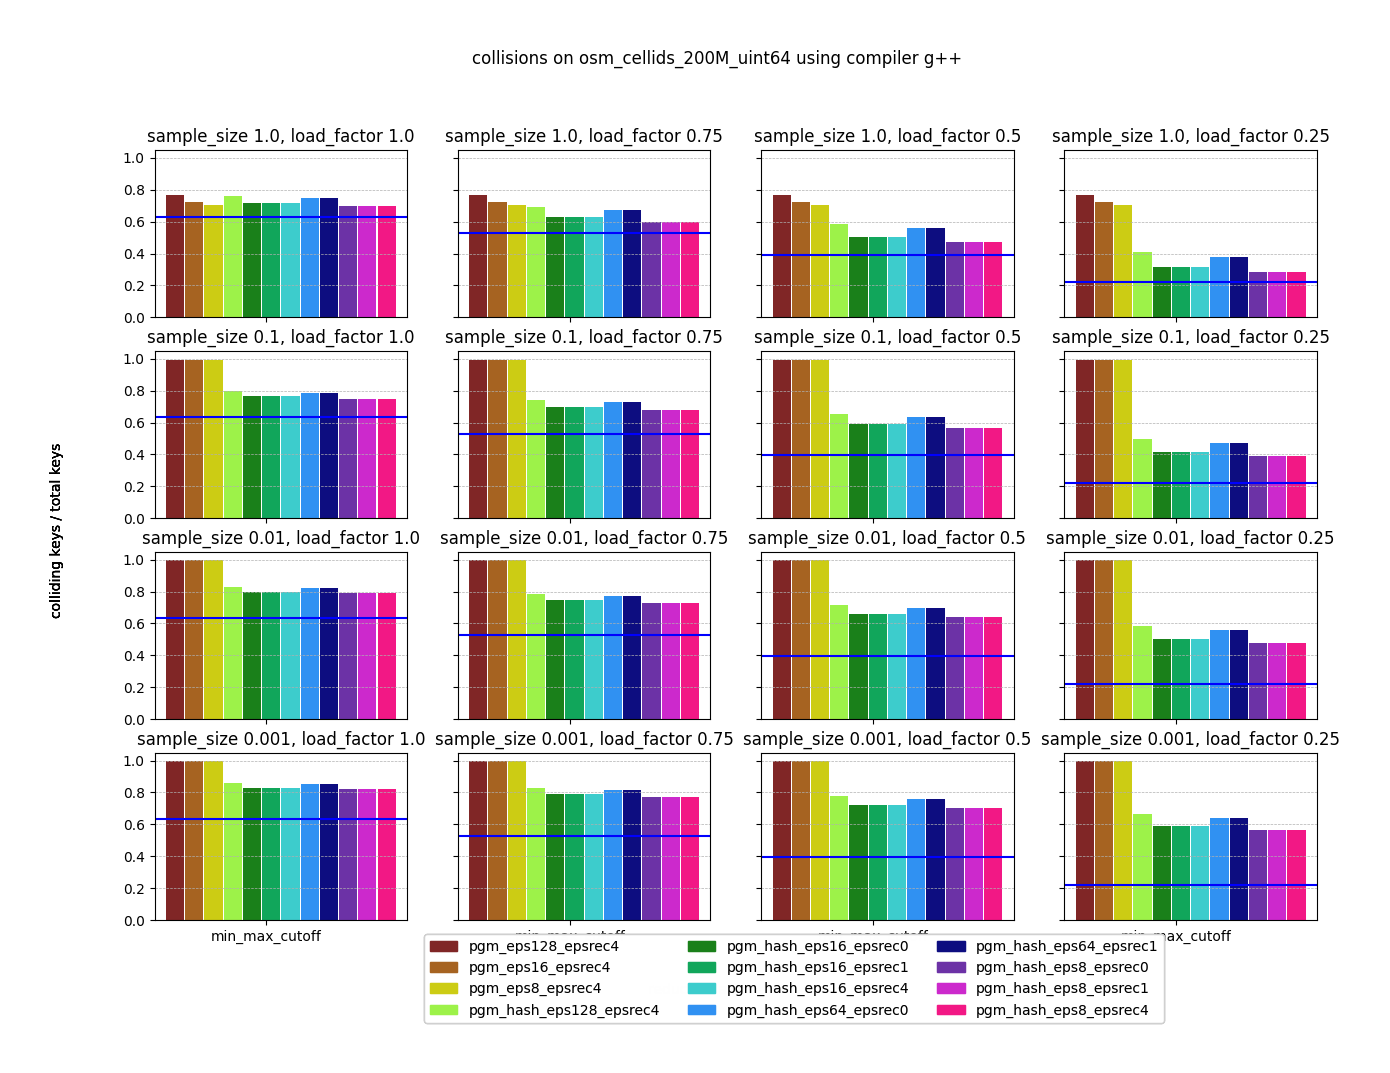 collisions on osm_cellids_200M_uint64 using compiler g++
sample_size 1.0, load_factor 1.0
sample_size 1.0, load_factor 0.75
sample_size 1.0, load_factor 0.5
sample_size 1.0, load_factor 0.25
1.0
0.8
0.6
0.4
0.2
0.0
sample_size 0.1, load_factor 1.0
sample_size 0.1, load_factor 0.75
sample_size 0.1, load_factor 0.5
sample_size 0.1, load_factor 0.25
1.0
0.8
0.6
0.4
0.2
0.0
colliding keys / total keys
sample_size 0.01, load_factor 1.0
sample_size 0.01, load_factor 0.75
sample_size 0.01, load_factor 0.5
sample_size 0.01, load_factor 0.25
1.0
0.8
0.6
0.4
0.2
0.0
sample_size 0.001, load_factor 1.0
sample_size 0.001, load_factor 0.75
sample_size 0.001, load_factor 0.5
sample_size 0.001, load_factor 0.25
1.0
0.8
0.6
0.4
0.2
0.0
min_max_cutoff
min_max_cutoff
min_max_cutoff
min_max_cutoff
pgm_eps128_epsrec4
pgm_eps16_epsrec4
pgm_eps8_epsrec4
pgm_hash_eps128_epsrec4
pgm_hash_eps16_epsrec0
pgm_hash_eps16_epsrec1
pgm_hash_eps16_epsrec4
pgm_hash_eps64_epsrec0
pgm_hash_eps64_epsrec1
pgm_hash_eps8_epsrec0
pgm_hash_eps8_epsrec1
pgm_hash_eps8_epsrec4